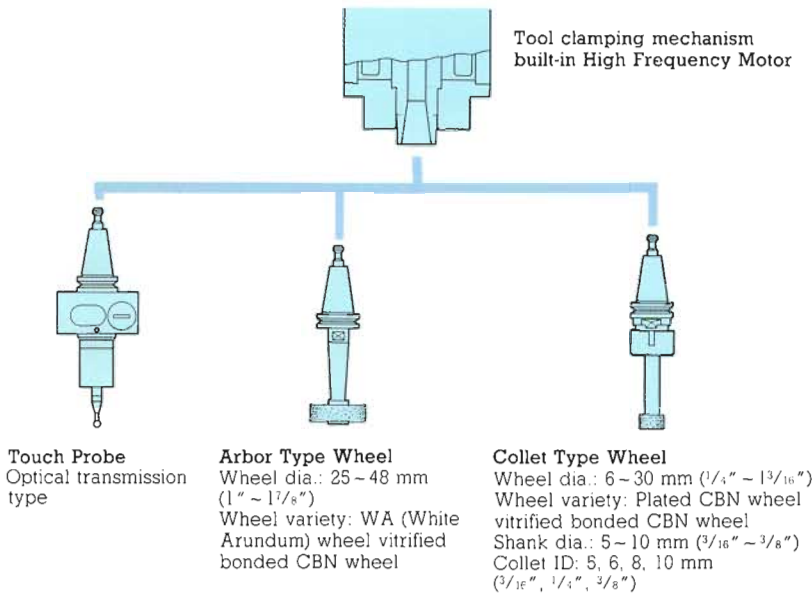 Tool clamping mechanism
built-in High Frequency Motor
Touch Probe
Optical transmission
type
Arbor Type Wheel
Wheel dia.: 25~48 mm
(1″ ~ 1⁷/₈″)
Wheel variety: WA (White
Arundum) wheel vitrified
bonded CBN wheel
Collet Type Wheel
Wheel dia.: 6~30 mm (¹/₄″ ~ 1³/₁₆″)
Wheel variety: Plated CBN wheel
vitrified bonded CBN wheel
Shank dia.: 5~10 mm (³/₁₆″ ~ ³/₈″)
Collet ID: 5, 6, 8, 10 mm
(³/₁₆″, ¹/₄″, ³/₈″)